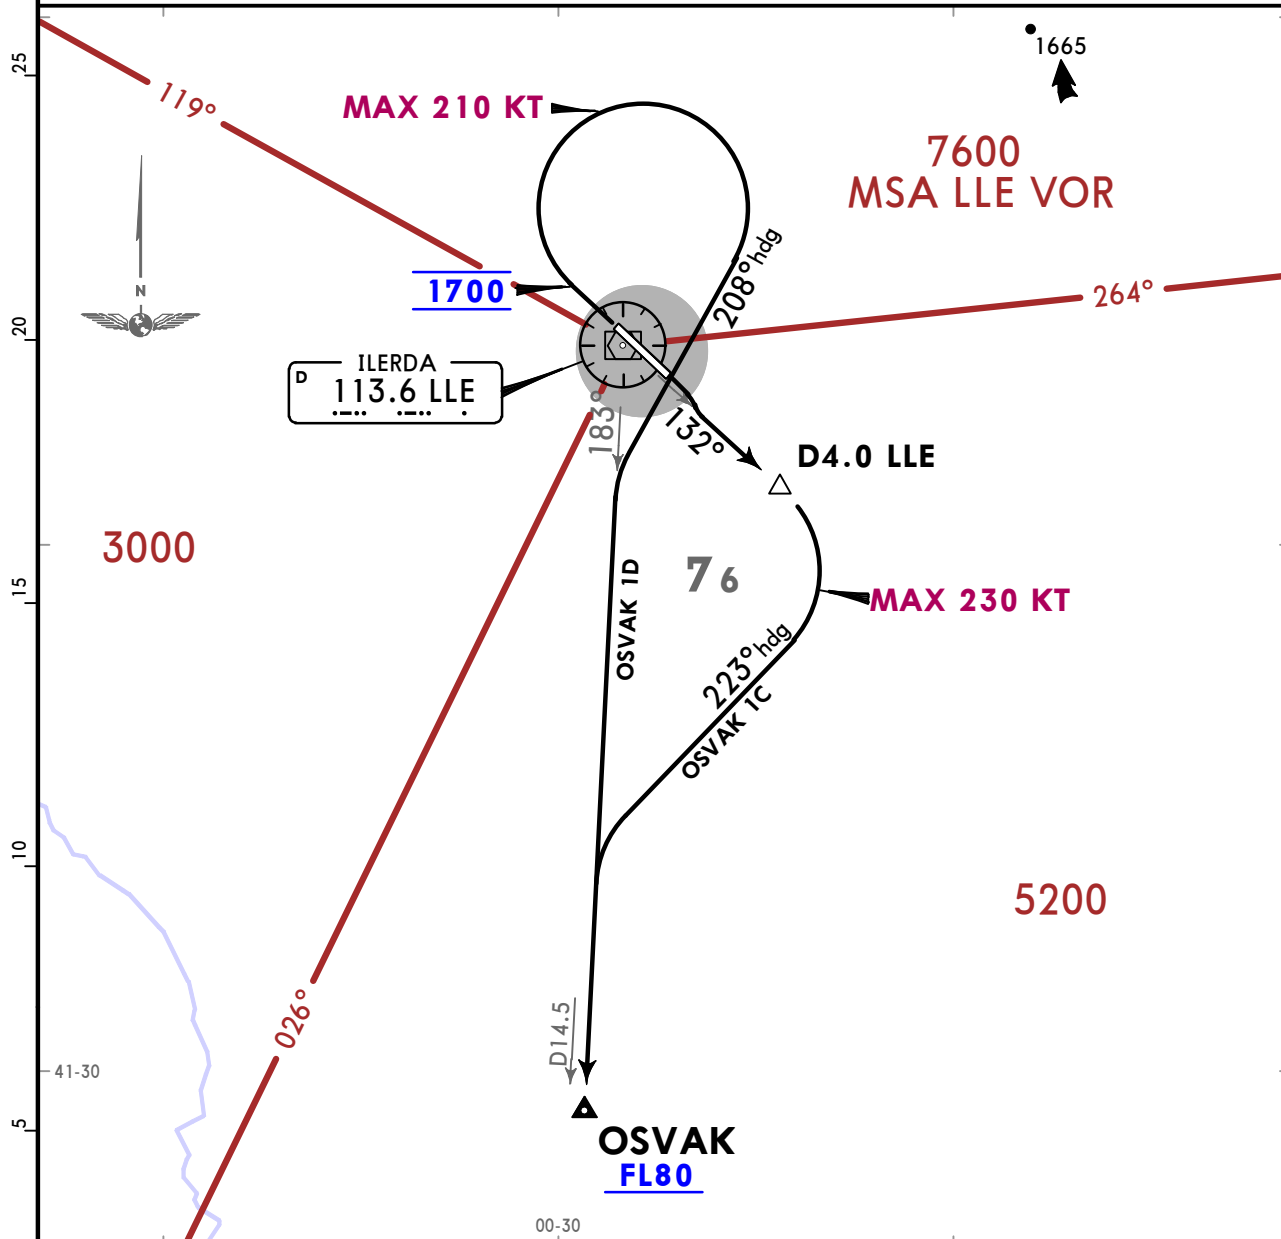 1665
25
MAX 210 KT
119°
7600
MSA LLE VOR
208°hdg
1700
N
264°
20
ILERDA
D 113.6 LLE
183°
132°
D4.0 LLE
3000
76
OSVAK 1D
MAX 230 KT
15
223°hdg
OSVAK 1C
10
5200
026°
D14.5
41-30
5
OSVAK
FL80
00-30